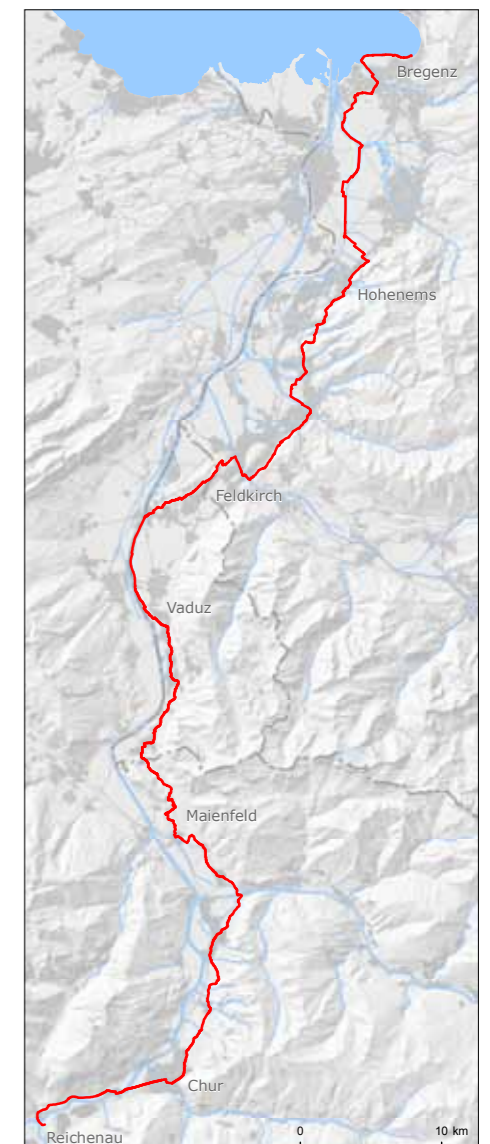 Bregenz
Hohenems
Feldkirch
Vaduz
Maienfeld
Chur
0 10 km
Reichenau